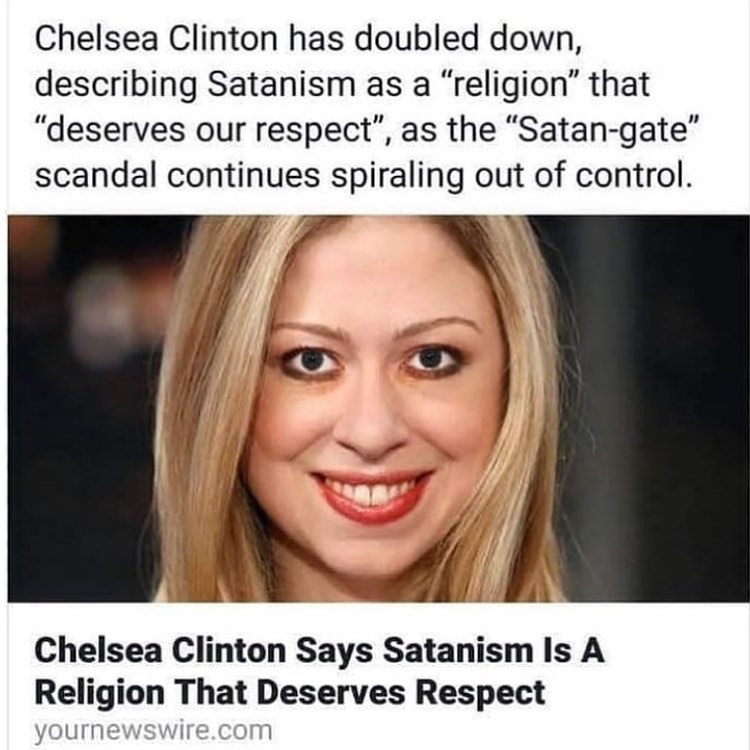 Chelsea Clinton has doubled down,
describing Satanism as a “religion” that
“deserves our respect”, as the “Satan-gate”
scandal continues spiraling out of control.
Chelsea Clinton Says Satanism Is A
Religion That Deserves Respect
yournewswire.com